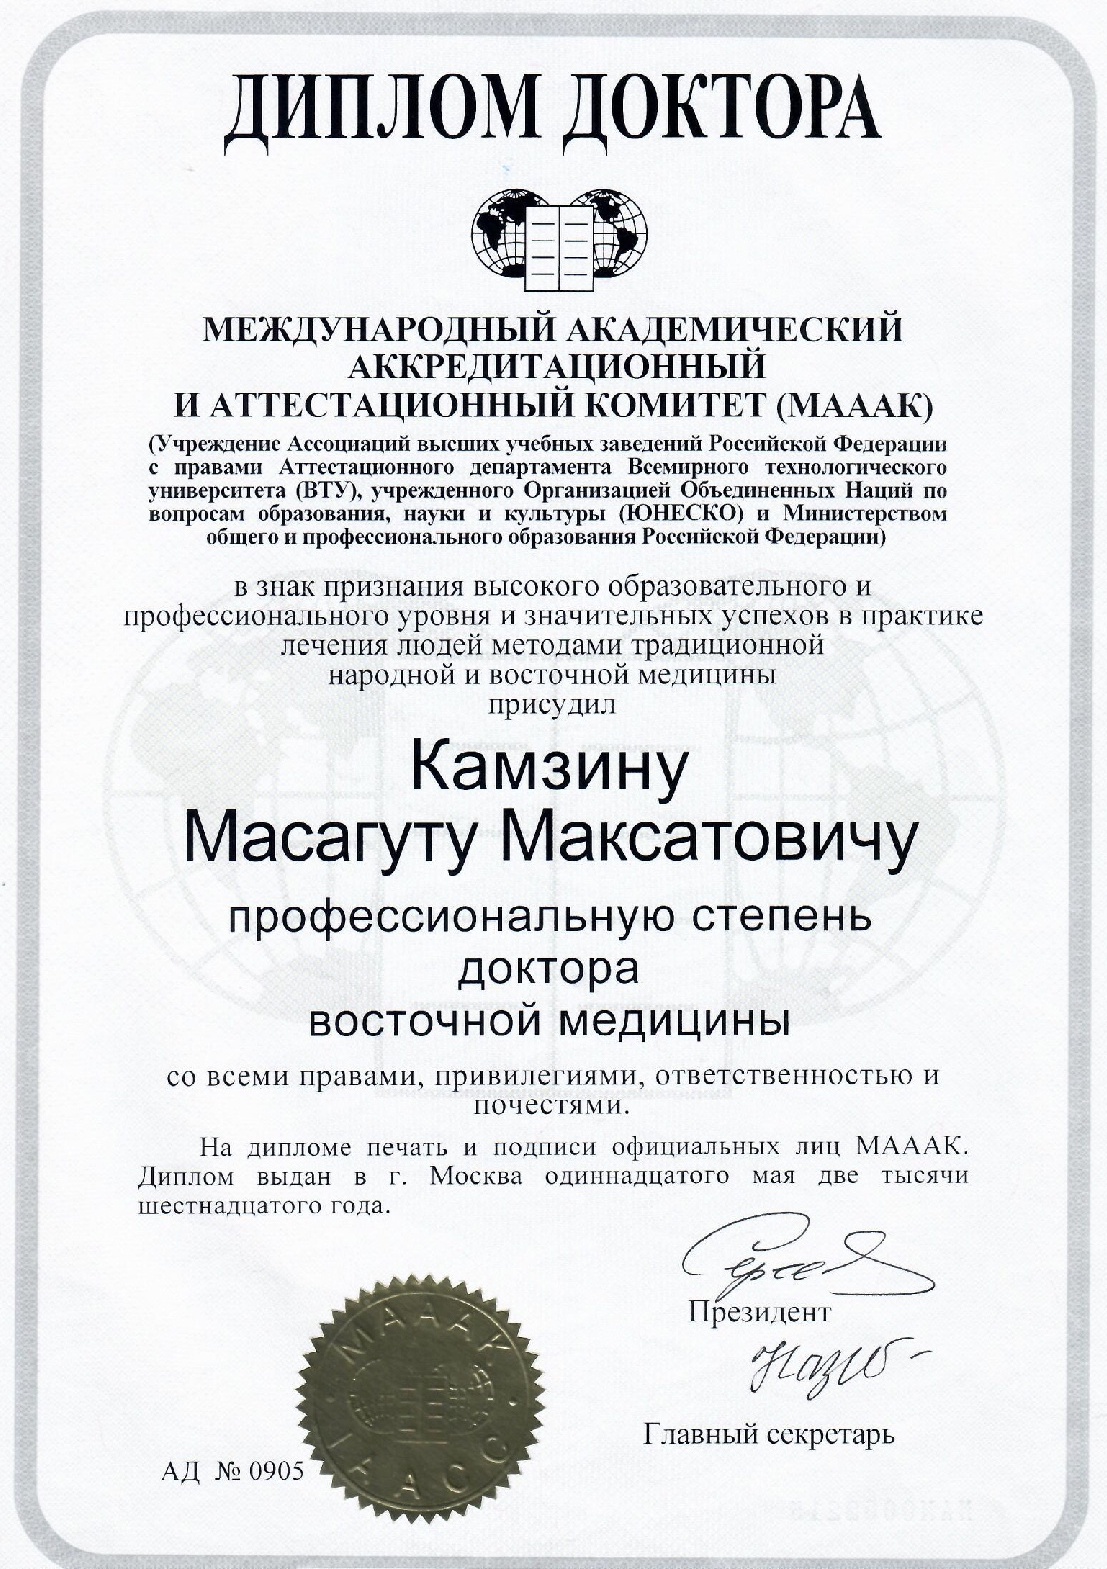 ДИПЛОМ ДОКТОРА
МЕЖДУНАРОДНЫЙ АКАДЕМИЧЕСКИЙ
АККРЕДИТАЦИОННЫЙ
И АТТЕСТАЦИОННЫЙ КОМИТЕТ (МАААК)
(Учреждение Ассоциаций высших учебных заведений Российской Федерации
с правами Аттестационного департамента Всемирного технологического
университета (ВТУ), учрежденного Организацией Объединенных Наций по
вопросам образования, науки и культуры (ЮНЕСКО) и Министерством
общего и профессионального образования Российской Федерации)
в знак признания высокого образовательного и
профессионального уровня и значительных успехов в практике
лечения людей методами традиционной
народной и восточной медицины
присудил
Камзину
Масагуту Максатовичу
профессиональную степень
доктора
восточной медицины
со всеми правами, привилегиями, ответственностью и
почестями.
На дипломе печать и подписи официальных лиц МАААК.
Диплом выдан в г. Москва одиннадцатого мая две тысячи
шестнадцатого года.
Президент
Главный секретарь
МАААК
IAAСС
АД № 0905